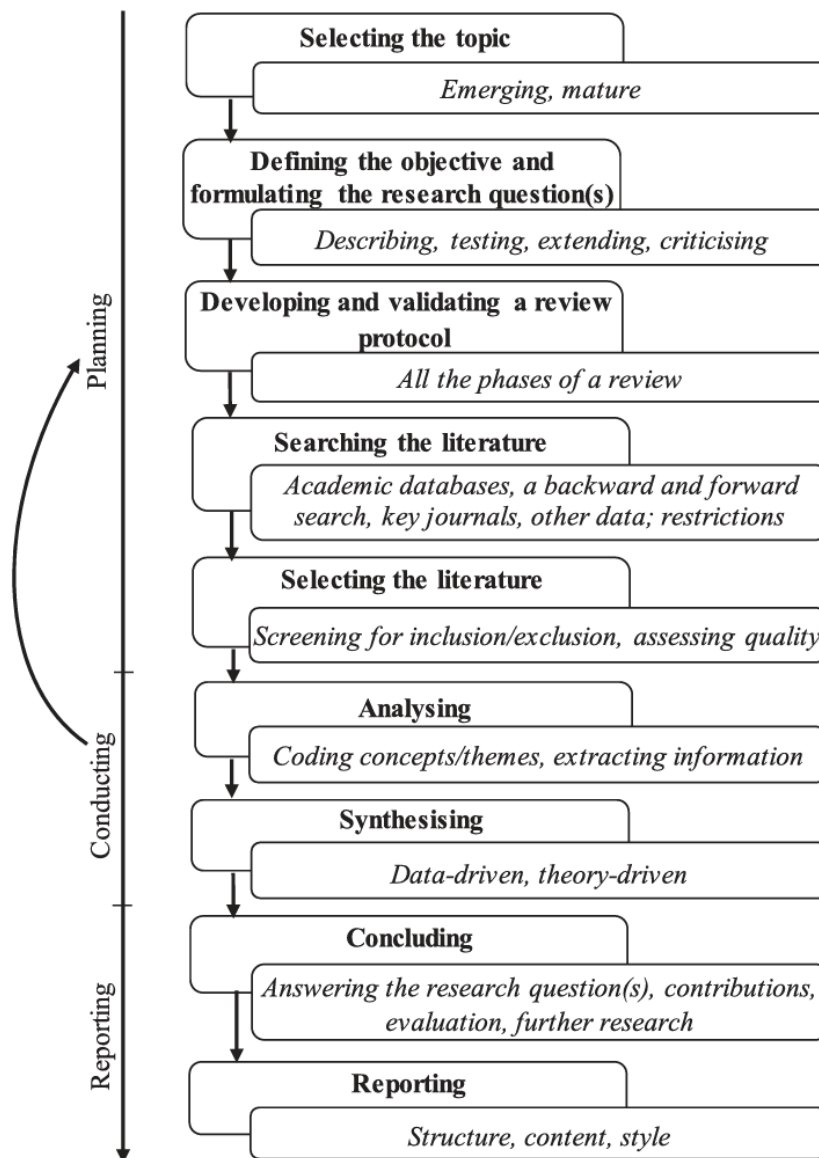 Selecting the topic
Emerging, mature
Defining the objective and
formulating the research question(s)
Describing, testing, extending, criticising
Developing and validating a review
protocol
All the phases of a review
Searching the literature
Academic databases, a backward and forward
search, key journals, other data; restrictions
Selecting the literature
Screening for inclusion/exclusion, assessing quality
Planning
Analysing
Coding concepts/themes, extracting information
Synthesising
Data-driven, theory-driven
Conducting
Concluding
Answering the research question(s), contributions,
evaluation, further research
Reporting
Structure, content, style
Reporting